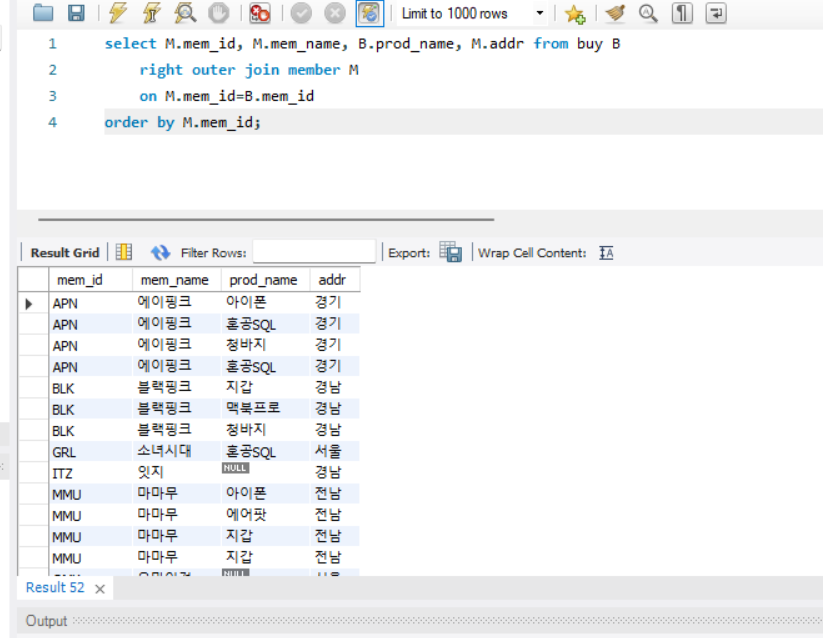 Limit to 1000 rows
1 select M.mem_id, M.mem_name, B.prod_name, M.addr from buy B
2 right outer join member M
3 on M.mem_id=B.mem_id
4 order by M.mem_id;
Result Grid Filter Rows: Export: Wrap Cell Content:
mem_id mem_name prod_name addr
APN 에이핑크 아이폰 경기
APN 에이핑크 혼공SQL 경기
APN 에이핑크 청바지 경기
APN 에이핑크 혼공SQL 경기
BLK 블랙핑크 지갑 경남
BLK 블랙핑크 맥북프로 경남
BLK 블랙핑크 청바지 경남
GRL 소녀시대 혼공SQL 서울
ITZ 잇지 NULL 경남
MMU 마마무 아이폰 전남
MMU 마마무 에어팟 전남
MMU 마마무 지갑 전남
MMU 마마무 지갑 전남
NULL
Result 52
Output